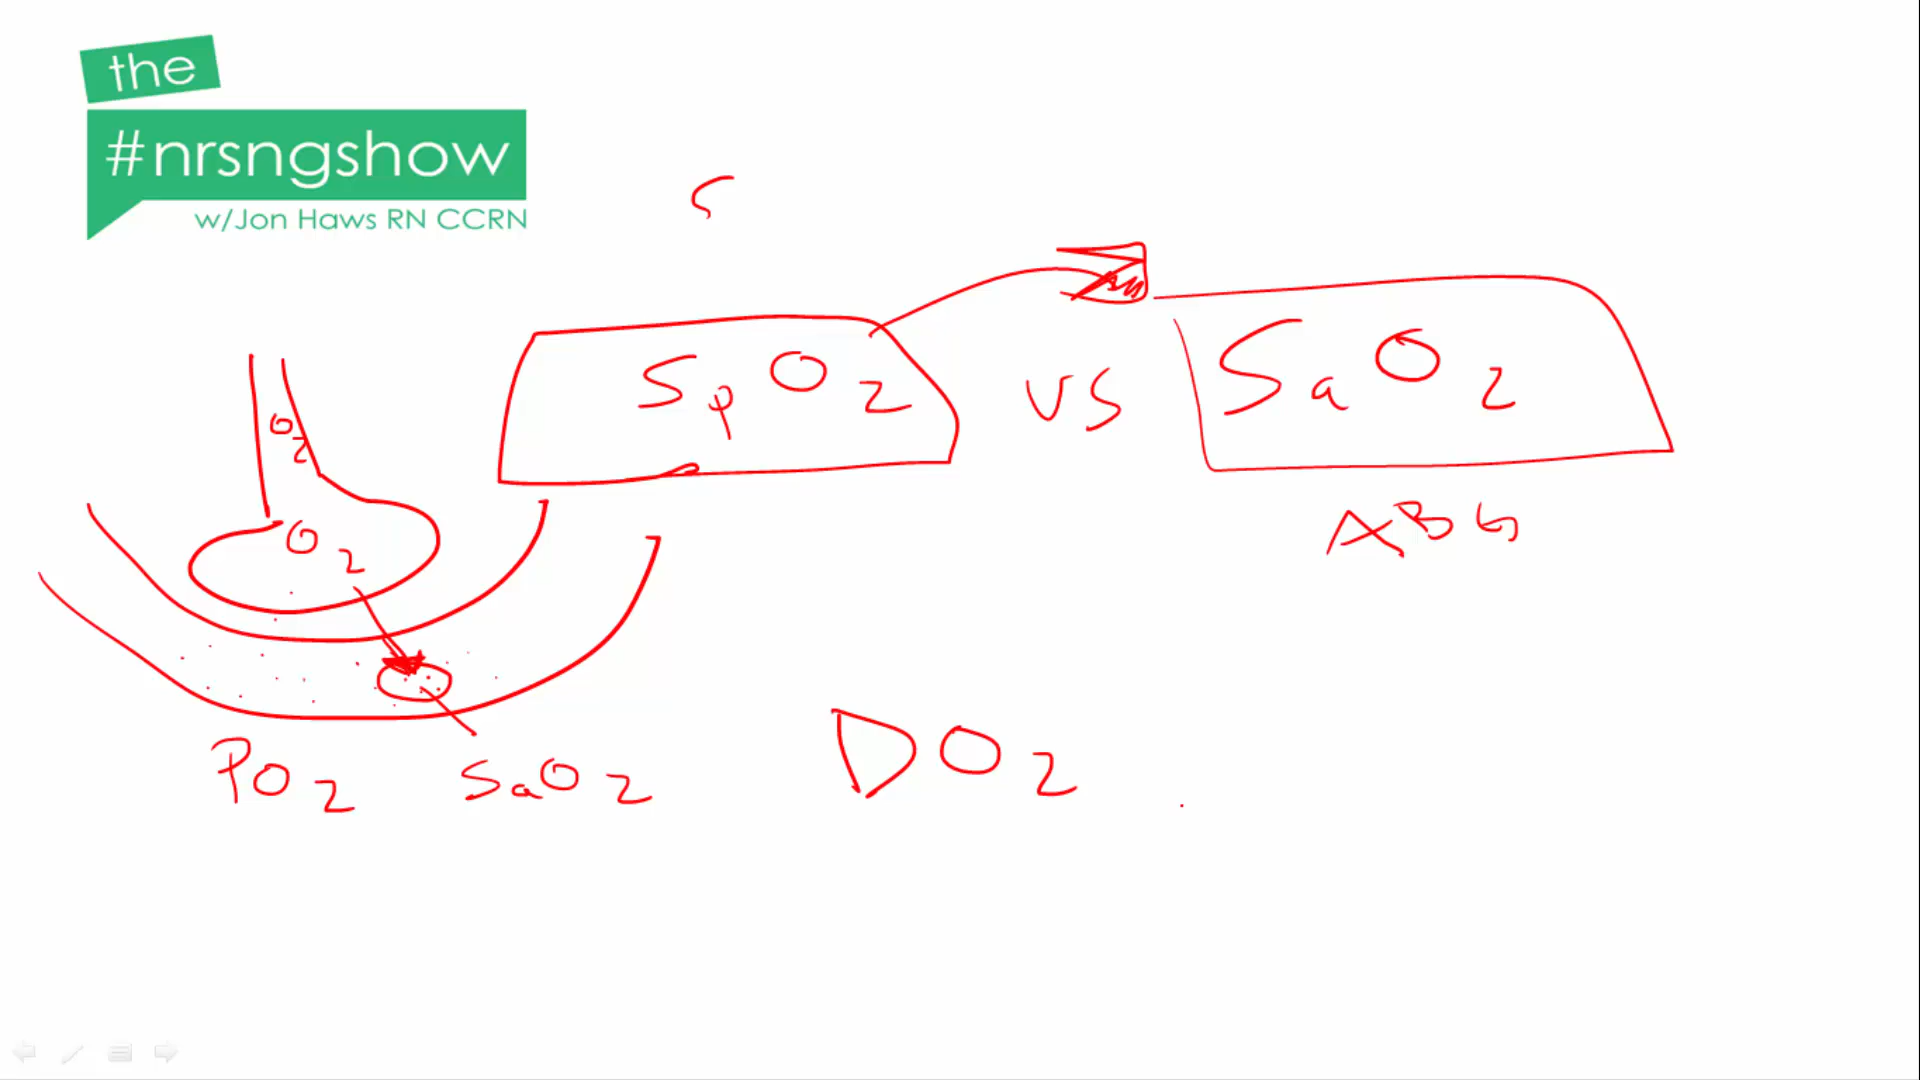 the
#nrsngshow
w/Jon Haws RN CCRN
S
SpO2 vs SaO2
ABG
O2
O2
PO2 SaO2 DO2